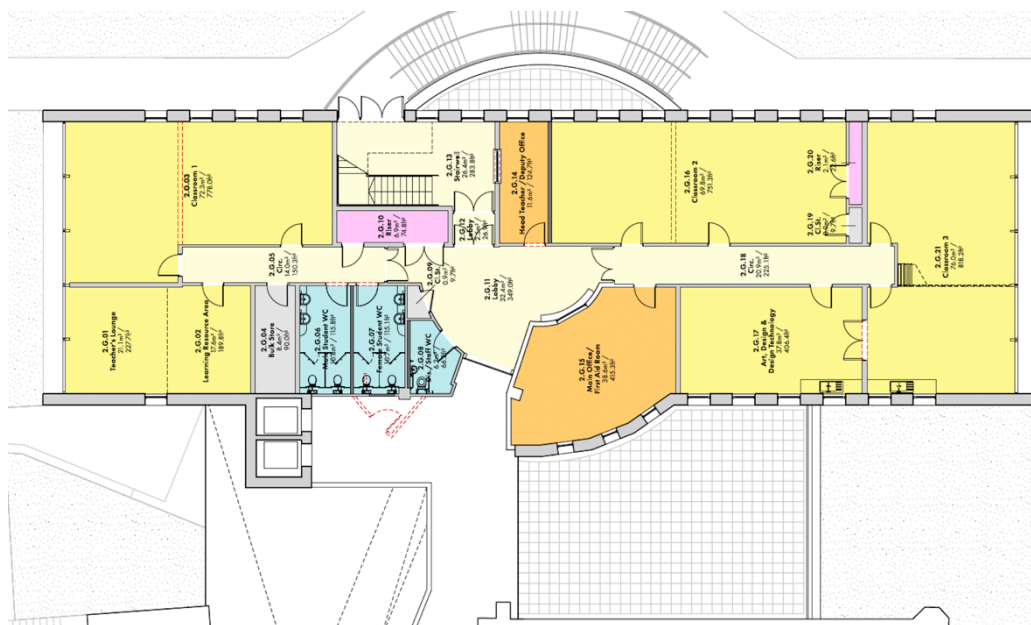 2.G.03
Classroom 1
72.3m² /
778.0ft²
2.G.13
Stairwell
26.4m² /
283.8ft²
2.G.14
Head Teacher / Deputy Office
11.6m² / 124.7ft²
2.G.16
Classroom 2
69.8m² /
751.3ft²
2.G.20
Riser
2.1m² /
2.G.19
Cl.St.
2.G.21
Classroom 3
76.0m² /
818.2ft²
2.G.10
Riser
6.9m² /
74.8ft²
2.G.12
Lobby
2.G.05
Circ.
14.0m² /
150.3ft²
2.G.09
Cl.St.
0.9m² /
9.7ft²
2.G.11
Lobby
32.4m² /
349.0ft²
2.G.18
Circ.
20.9m² /
225.1ft²
2.G.01
Teacher's Lounge
21.1m² /
227.7ft²
2.G.02
Learning Resource Area
17.6m² /
189.8ft²
2.G.04
Bulk Store
8.4m² /
90.0ft²
2.G.06
Male Student WC
115.8ft²
2.G.07
Female Student WC
115.1ft²
2.G.08
Dis./Staff WC
2.G.15
Main Office/
First Aid Room
38.6m² /
415.3ft²
2.G.17
Art, Design &
Design Technology
37.8m² /
406.4ft²